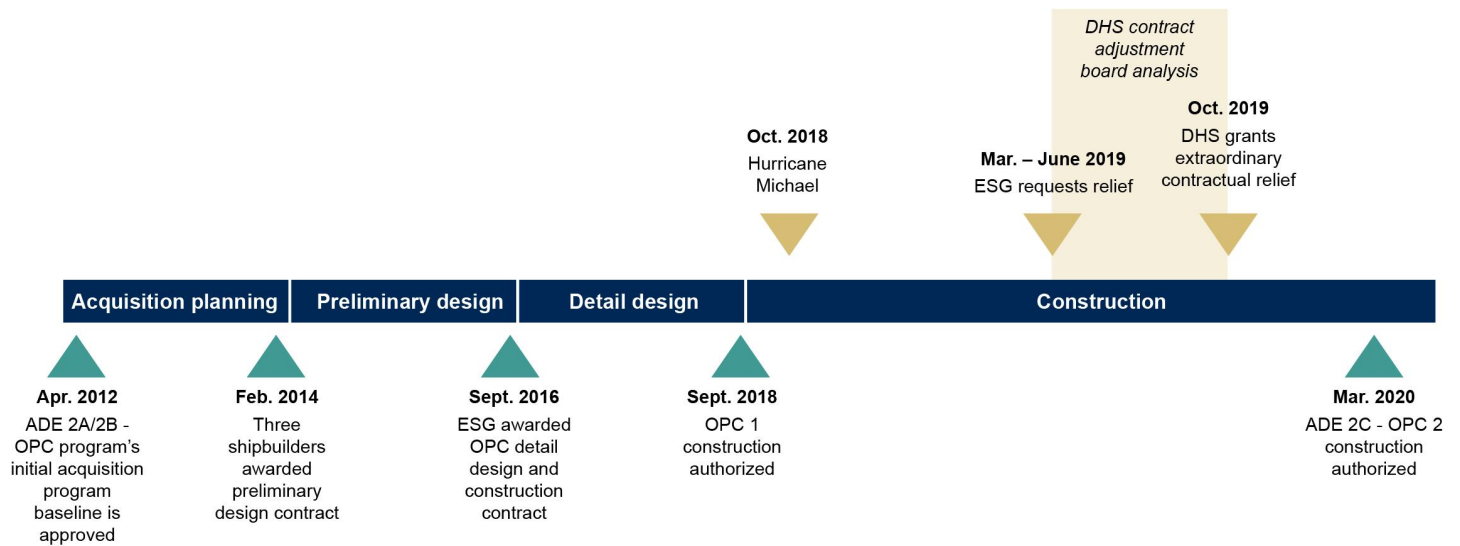 DHS contract
adjustment
board analysis
Oct. 2018
Hurricane
Michael
Mar. – June 2019
ESG requests relief
Oct. 2019
DHS grants
extraordinary
contractual relief
Acquisition planning
Preliminary design
Detail design
Construction
Apr. 2012
ADE 2A/2B -
OPC program’s
initial acquisition
program
baseline is
approved
Feb. 2014
Three
shipbuilders
awarded
preliminary
design contract
Sept. 2016
ESG awarded
OPC detail
design and
construction
contract
Sept. 2018
OPC 1
construction
authorized
Mar. 2020
ADE 2C - OPC 2
construction
authorized